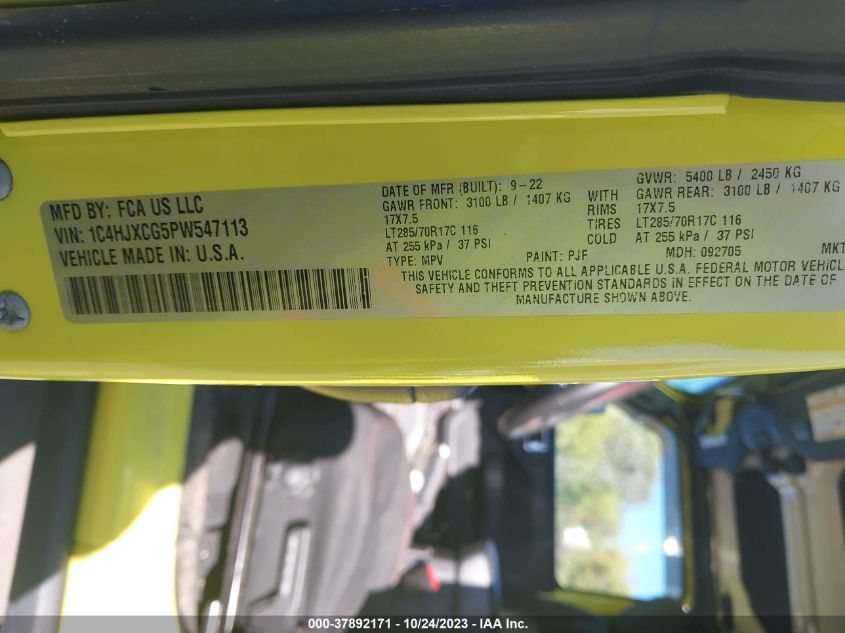 MFD BY: FCA US LLC
VIN: 1C4HJXCG5PW547113
VEHICLE MADE IN: U.S.A.
DATE OF MFR (BUILT): 9-22
GVWR: 5400 LB / 2450 KG
GAWR FRONT: 3100 LB / 1407 KG WITH GAWR REAR: 3100 LB / 1407 KG
17X7.5 RIMS 17X7.5
LT285/70R17C 116 TIRES LT285/70R17C 116
AT 255 kPa / 37 PSI COLD AT 255 kPa / 37 PSI
TYPE: MPV PAINT: PJF MDH: 092705 MKT
THIS VEHICLE CONFORMS TO ALL APPLICABLE U.S.A. FEDERAL MOTOR VEHICL
SAFETY AND THEFT PREVENTION STANDARDS IN EFFECT ON THE DATE OF
MANUFACTURE SHOWN ABOVE.
000-37892171 - 10/24/2023 - IAA Inc.